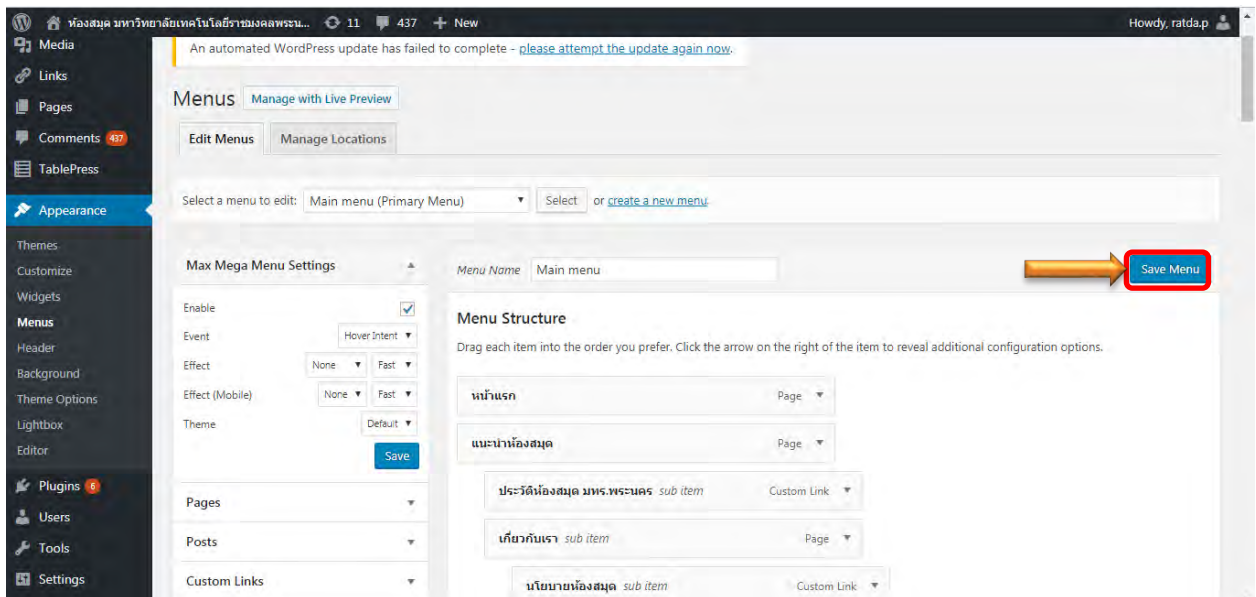 ห้องสมุด มหาวิทยาลัยเทคโนโลยีราชมงคลพระน... 11 437 + New Howdy, ratda.p
Media
Links
Pages
Comments 437
TablePress
Appearance
Themes
Customize
Widgets
Menus
Header
Background
Theme Options
Lightbox
Editor
Plugins 6
Users
Tools
Settings
An automated WordPress update has failed to complete - please attempt the update again now.
Menus Manage with Live Preview
Edit Menus Manage Locations
Select a menu to edit: Main menu (Primary Menu) Select or create a new menu.
Max Mega Menu Settings
Enable
Event Hover Intent
Effect None Fast
Effect (Mobile) None Fast
Theme Default
Save
Pages
Posts
Custom Links
Menu Name Main menu Save Menu
Menu Structure
Drag each item into the order you prefer. Click the arrow on the right of the item to reveal additional configuration options.
หน้าแรก Page
แนะนำห้องสมุด Page
ประวัติห้องสมุด มทร.พระนคร sub item Custom Link
เกี่ยวกับเรา sub item Page
นโยบายห้องสมุด sub item Custom Link